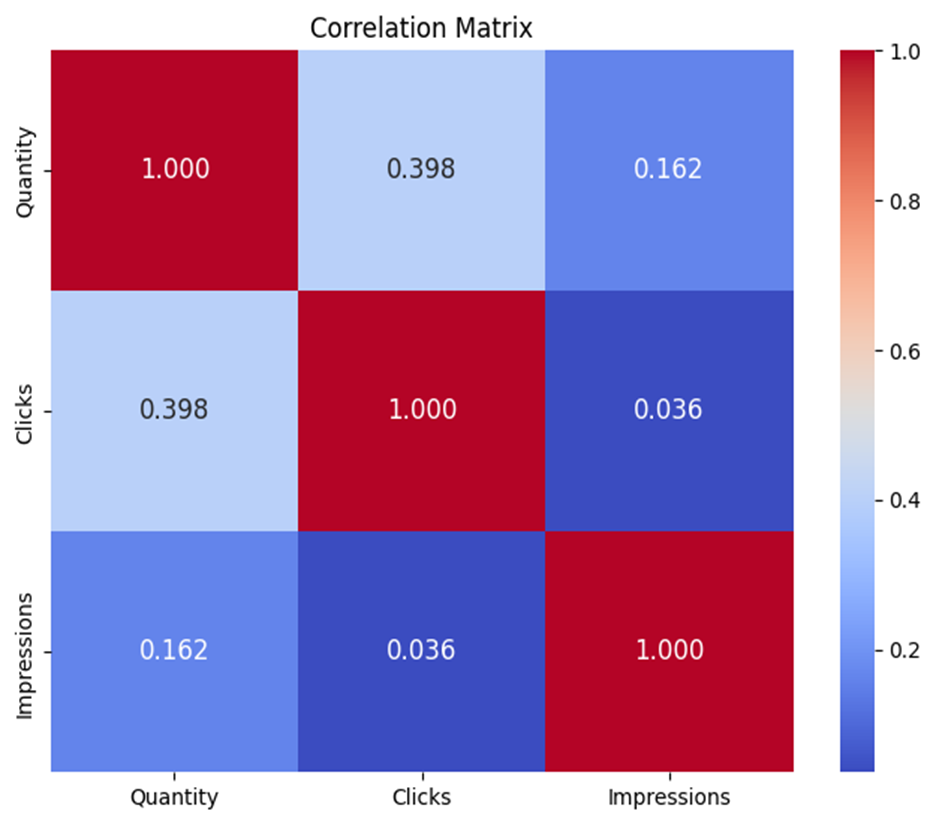 Correlation Matrix
Quantity
1.000
0.398
0.162
Clicks
0.398
1.000
0.036
Impressions
0.162
0.036
1.000
Quantity
Clicks
Impressions
1.0
0.8
0.6
0.4
0.2